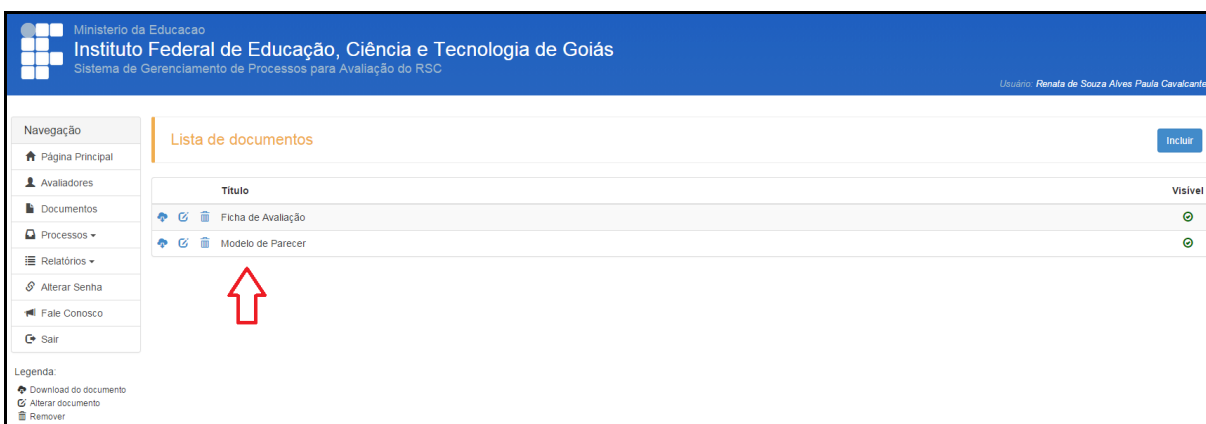 Ministerio da Educacao
Instituto Federal de Educação, Ciência e Tecnologia de Goiás
Sistema de Gerenciamento de Processos para Avaliação do RSC
Usuário: Renata de Souza Alves Paula Cavalcante
Navegação
Página Principal
Avaliadores
Documentos
Processos
Relatórios
Alterar Senha
Fale Conosco
Sair
Legenda:
Download do documento
Alterar documento
Remover
Lista de documentos
Incluir
Título Visível
Ficha de Avaliação
Modelo de Parecer